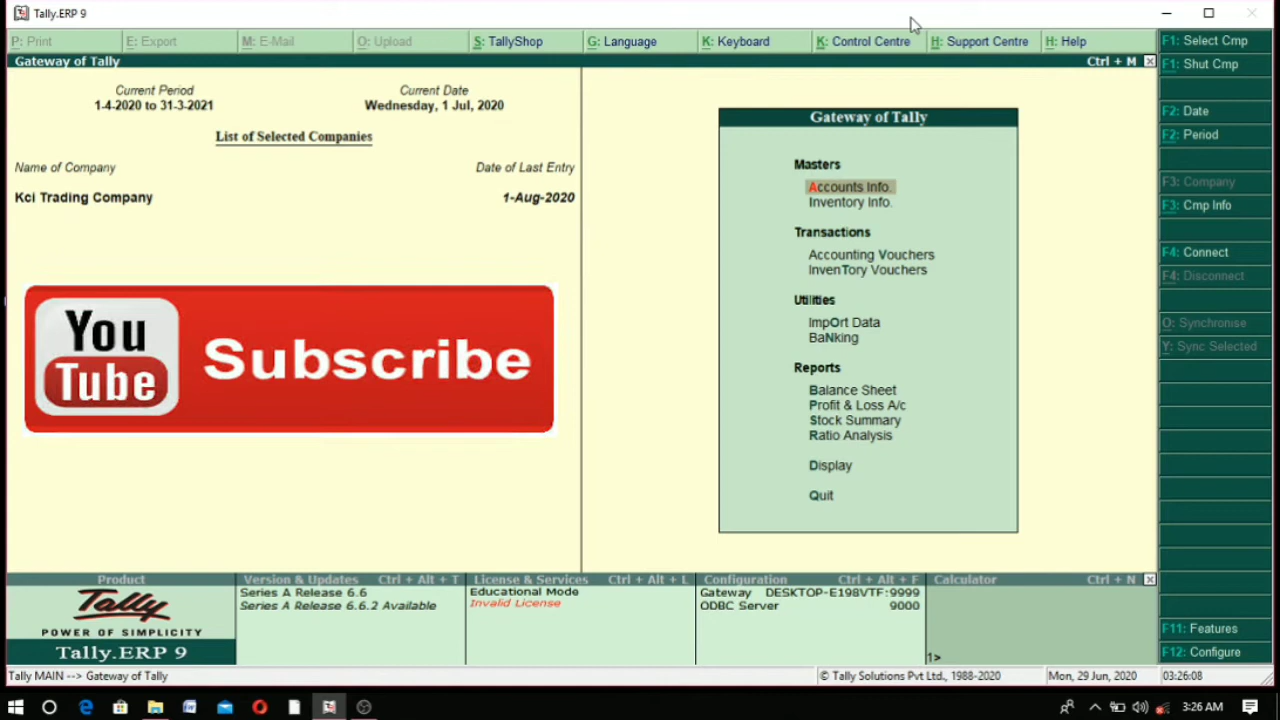 Tally.ERP 9
P: Print
E: Export
M: E-Mail
O: Upload
S: TallyShop
G: Language
K: Keyboard
K: Control Centre
H: Support Centre
H: Help
Gateway of Tally
Ctrl + M
Current Period
1-4-2020 to 31-3-2021
Current Date
Wednesday, 1 Jul, 2020
List of Selected Companies
Name of Company
Date of Last Entry
Kci Trading Company
1-Aug-2020
You
Tube
Subscribe
Gateway of Tally
Masters
Accounts Info.
Inventory Info.
Transactions
Accounting Vouchers
InvenTory Vouchers
Utilities
ImpOrt Data
BaNking
Reports
Balance Sheet
Profit & Loss A/c
Stock Summary
Ratio Analysis
Display
Quit
F1: Select Cmp
F1: Shut Cmp
F2: Date
F2: Period
F3: Company
F3: Cmp Info
F4: Connect
F4: Disconnect
O: Synchronise
Y: Sync Selected
F11: Features
F12: Configure
Product
Tally
POWER OF SIMPLICITY
Tally.ERP 9
Version & Updates Ctrl + Alt + T
Series A Release 6.6
Series A Release 6.6.2 Available
License & Services Ctrl + Alt + L
Educational Mode
Invalid License
Configuration Ctrl + Alt + F
Gateway DESKTOP-E198VTF:9999
ODBC Server 9000
Calculator Ctrl + N
1>
Tally MAIN --> Gateway of Tally
© Tally Solutions Pvt Ltd., 1988-2020
Mon, 29 Jun, 2020
03:26:08
3:26 AM